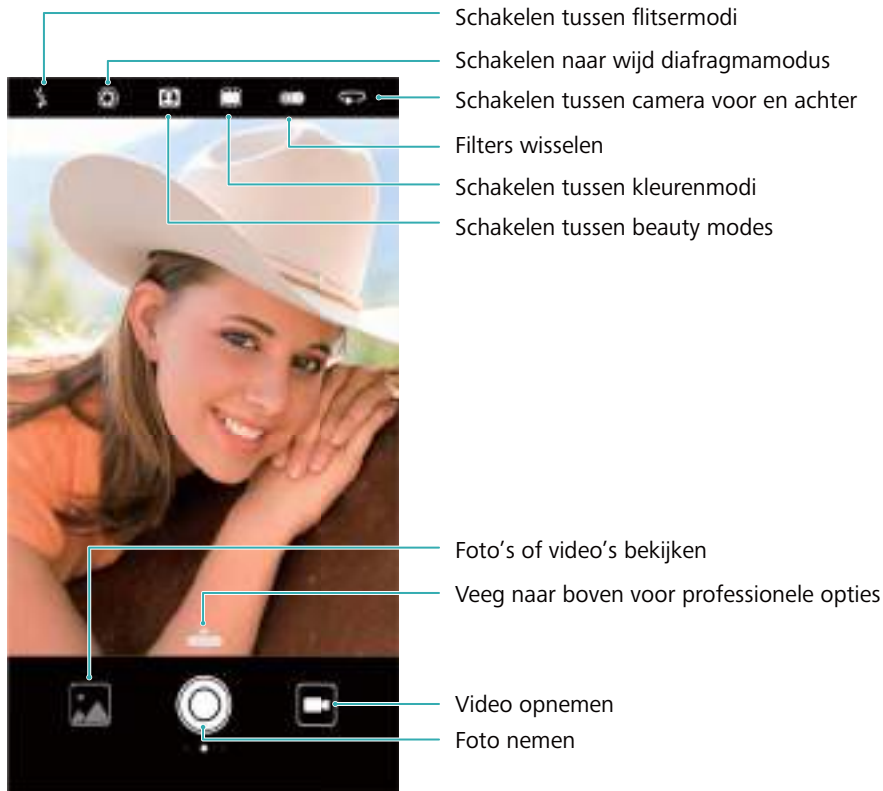 Schakelen tussen flitsermodi
Schakelen naar wijd diafragmamodus
Schakelen tussen camera voor en achter
Filters wisselen
Schakelen tussen kleurenmodi
Schakelen tussen beauty modes
Foto's of video's bekijken
Veeg naar boven voor professionele opties
Video opnemen
Foto nemen